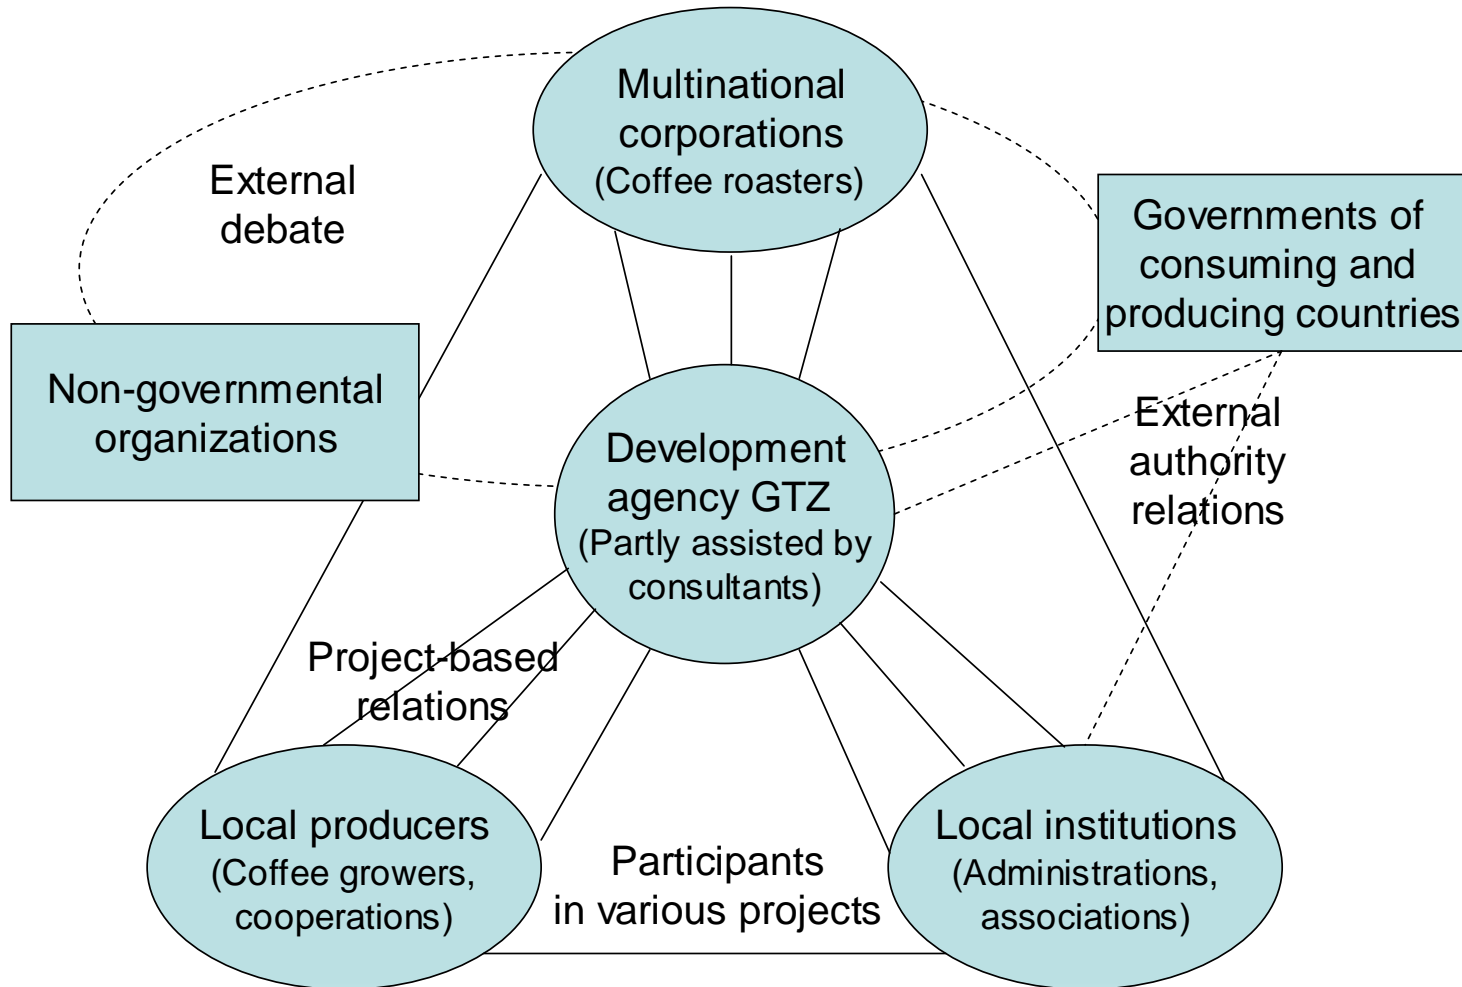 Multinational
corporations
(Coffee roasters)
External
debate
Governments of
consuming and
producing countries
Non-governmental
organizations
External
authority
relations
Development
agency GTZ
(Partly assisted by
consultants)
Project-based
relations
Local producers
(Coffee growers,
cooperations)
Participants
in various projects
Local institutions
(Administrations,
associations)